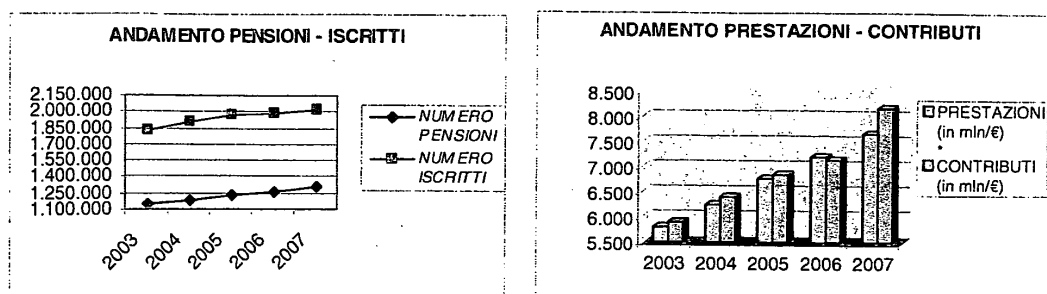 ANDAMENTO PENSIONI - ISCRITTI
2.150.000
2.000.000
1.850.000
1.700.000
1.550.000
1.400.000
1.250.000
1.100.000
2003
2004
2005
2006
2007
NUMERO
PENSIONI
NUMERO
ISCRITTI
ANDAMENTO PRESTAZIONI - CONTRIBUTI
8.500
8.000
7.500
7.000
6.500
6.000
5.500
2003 2004 2005 2006 2007
PRESTAZIONI
(in mln/€)
CONTRIBUTI
(in mln/€)